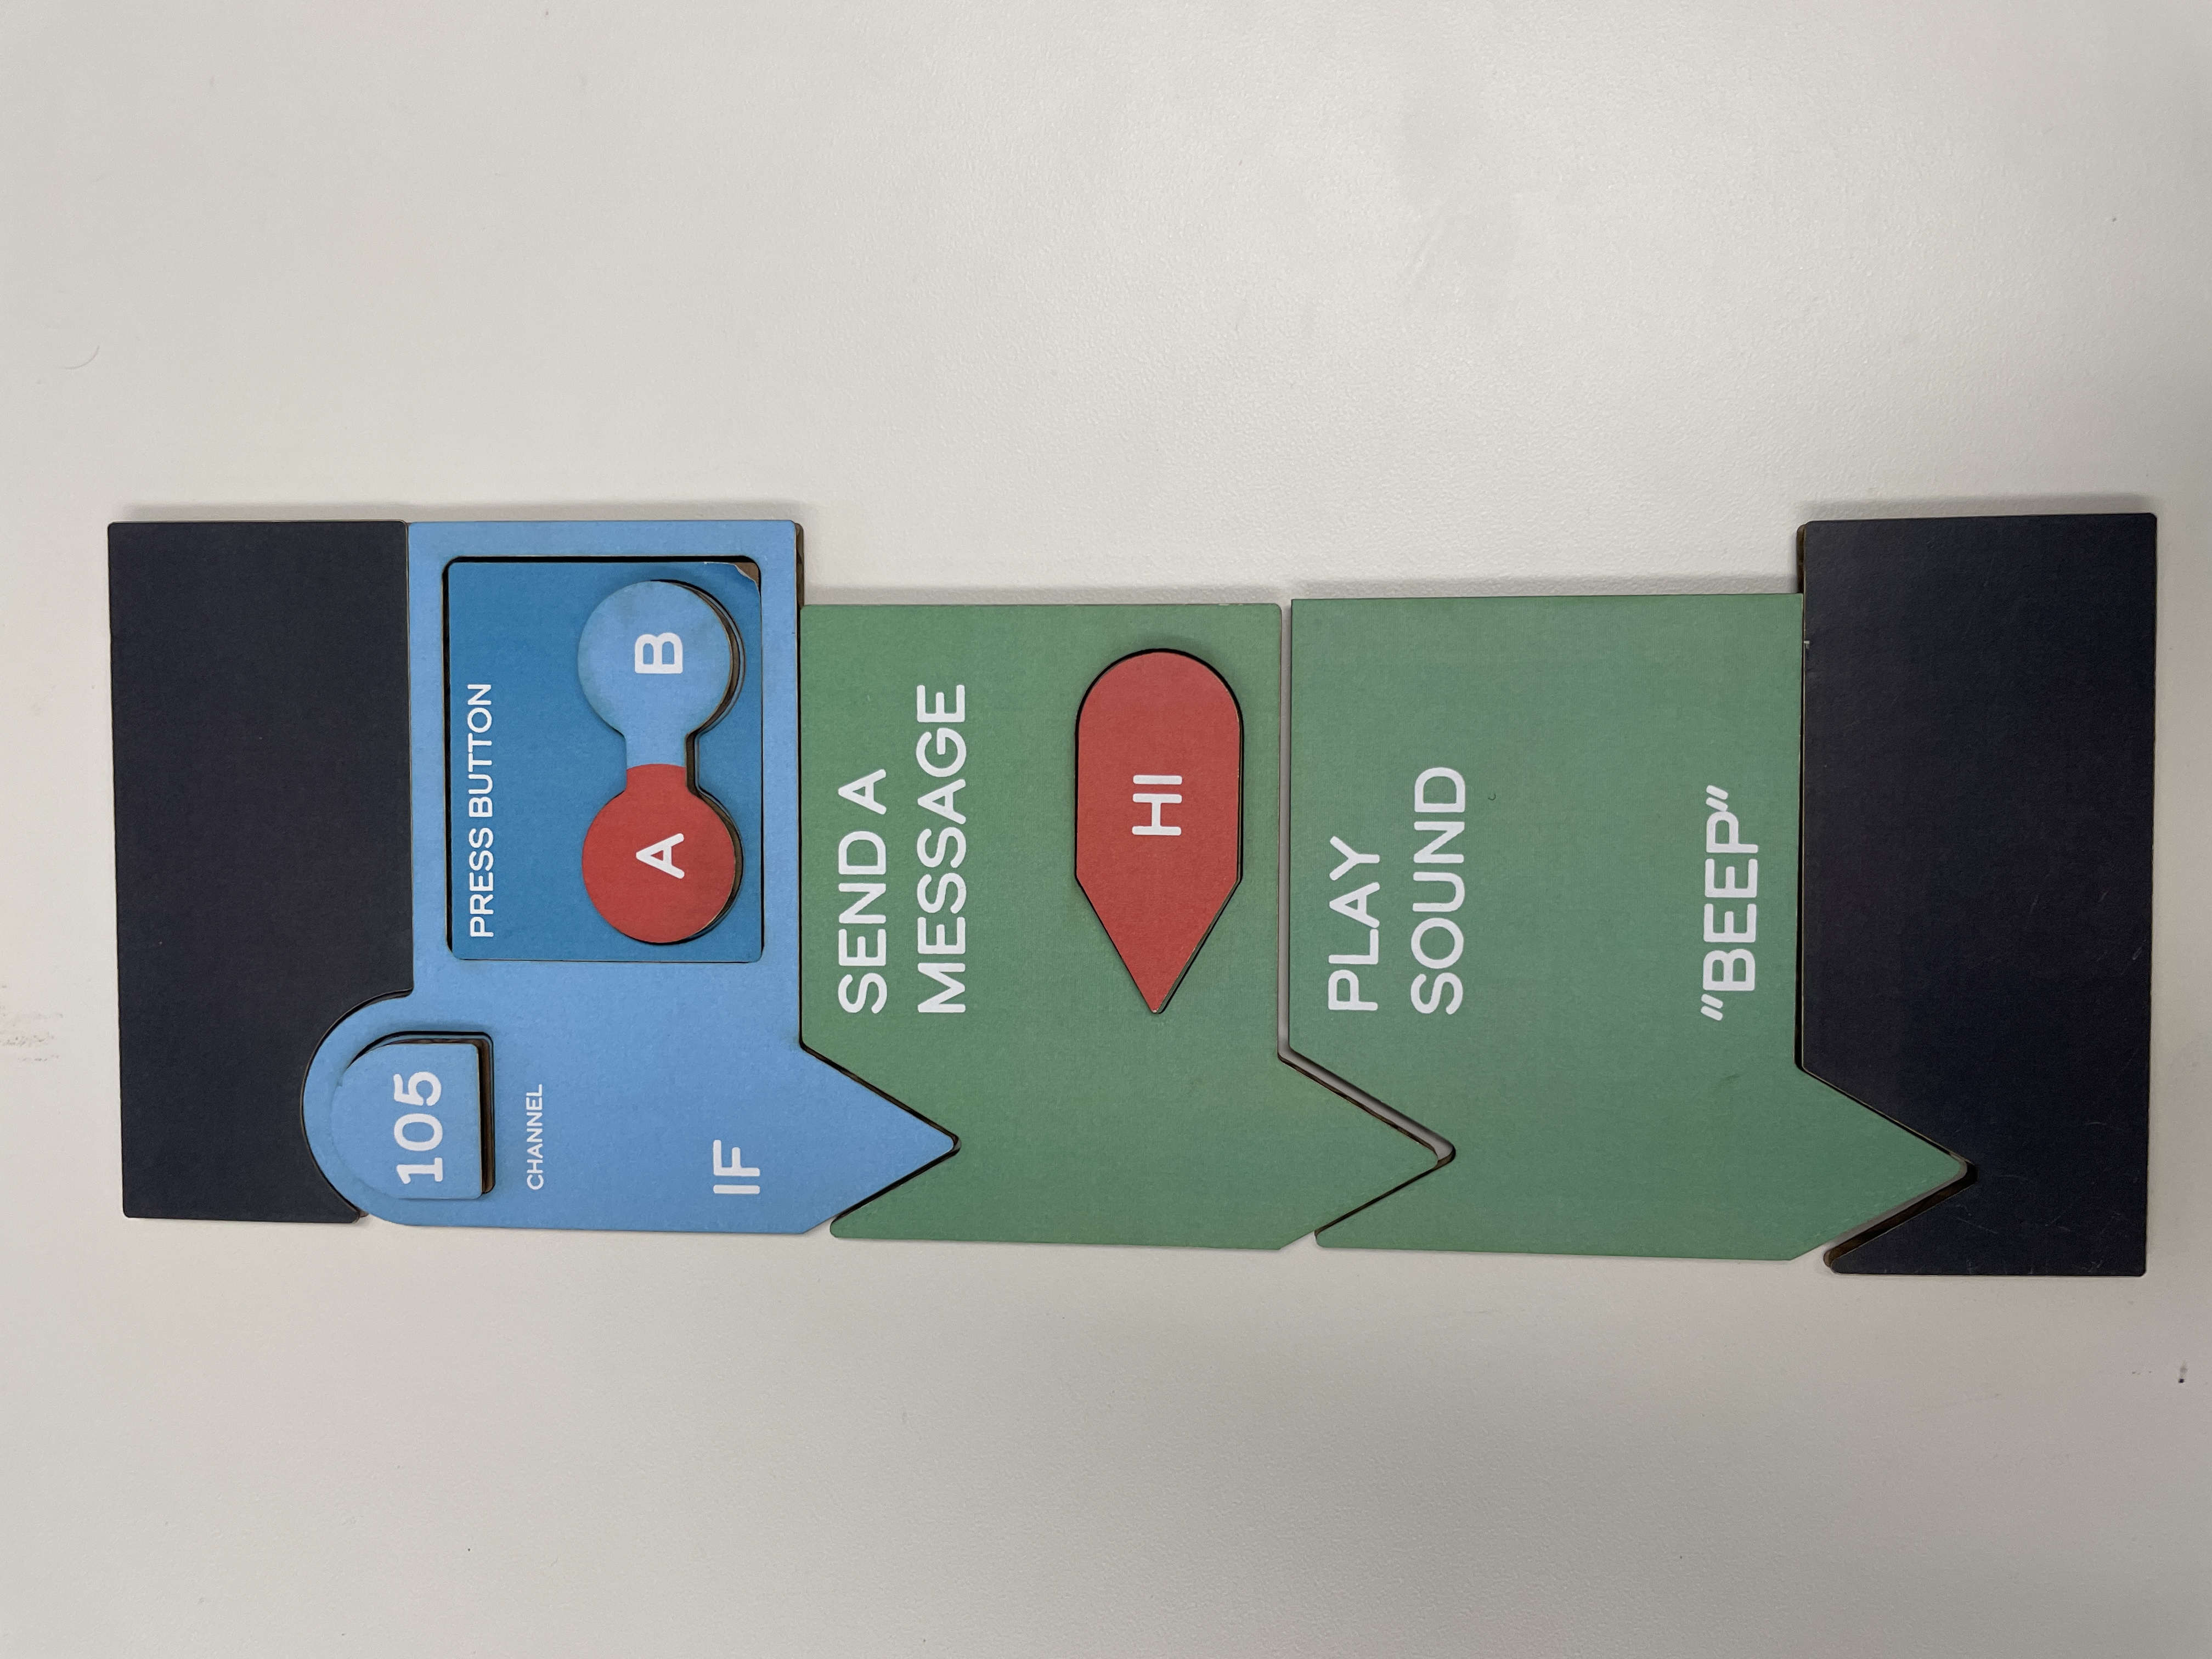 105
CHANNEL
PRESS BUTTON
A B
IF
SEND A
MESSAGE
HI
PLAY
SOUND
"BEEP"